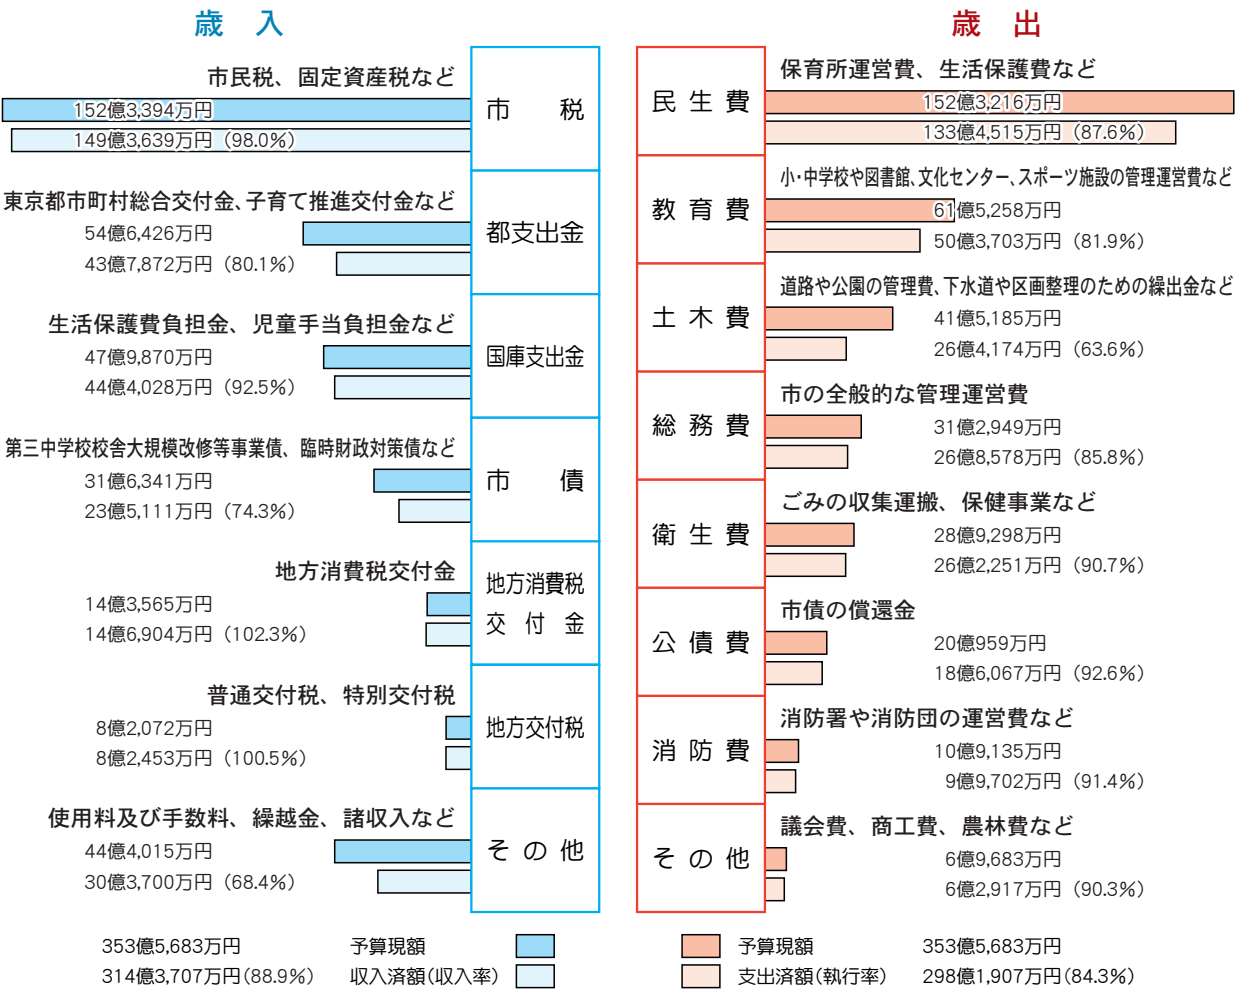 歳 入
市民税、固定資産税など
152億3,394万円
149億3,639万円（98.0%）
市 税
東京都市町村総合交付金、子育て推進交付金など
54億6,426万円
43億7,872万円（80.1%）
都支出金
生活保護費負担金、児童手当負担金など
47億9,870万円
44億4,028万円（92.5%）
国庫支出金
第三中学校校舎大規模改修等事業債、臨時財政対策債など
31億6,341万円
23億5,111万円（74.3%）
市 債
地方消費税交付金
14億3,565万円
14億6,904万円（102.3%）
地方消費税
交 付 金
普通交付税、特別交付税
8億2,072万円
8億2,453万円（100.5%）
地方交付税
使用料及び手数料、繰越金、諸収入など
44億4,015万円
30億3,700万円（68.4%）
その他
353億5,683万円 予算現額
314億3,707万円(88.9%) 収入済額(収入率)
歳 出
民生費
保育所運営費、生活保護費など
152億3,216万円
133億4,515万円（87.6%）
教育費
小・中学校や図書館、文化センター、スポーツ施設の管理運営費など
61億5,258万円
50億3,703万円（81.9%）
土木費
道路や公園の管理費、下水道や区画整理のための繰出金など
41億5,185万円
26億4,174万円（63.6%）
総務費
市の全般的な管理運営費
31億2,949万円
26億8,578万円（85.8%）
衛生費
ごみの収集運搬、保健事業など
28億9,298万円
26億2,251万円（90.7%）
公債費
市債の償還金
20億959万円
18億6,067万円（92.6%）
消防費
消防署や消防団の運営費など
10億9,135万円
9億9,702万円（91.4%）
その他
議会費、商工費、農林費など
6億9,683万円
6億2,917万円（90.3%）
予算現額 353億5,683万円
支出済額(執行率) 298億1,907万円(84.3%)